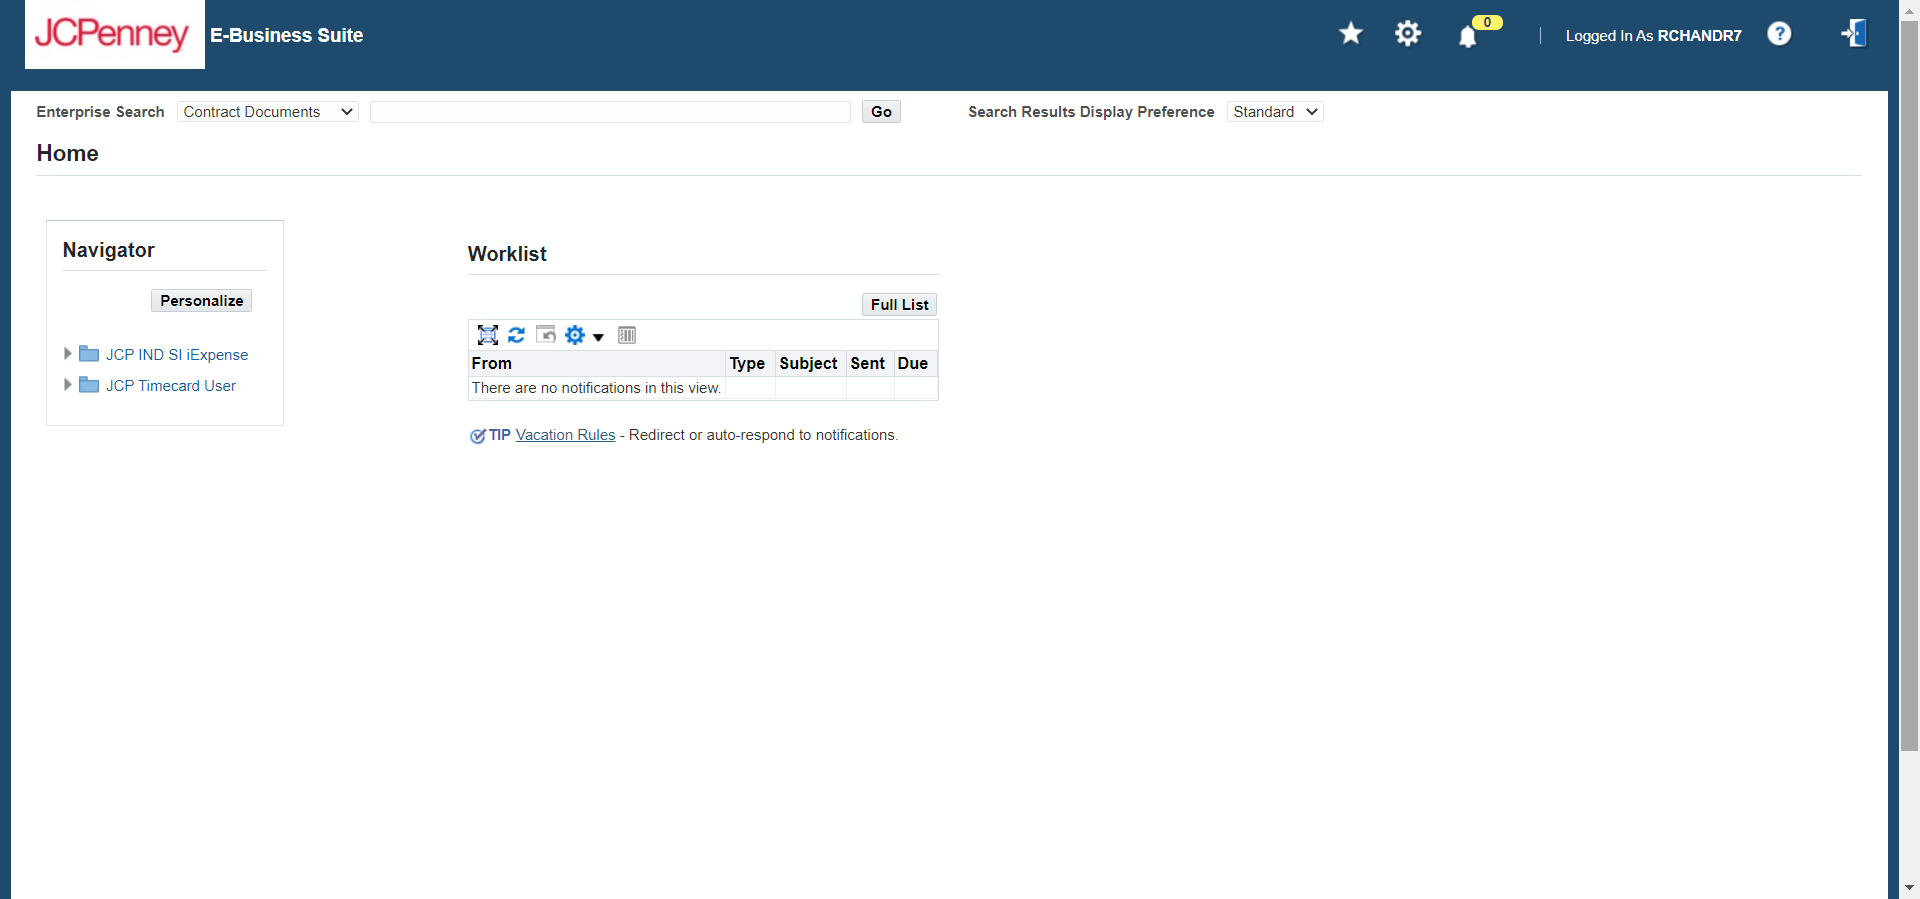 JCPenney
E-Business Suite
0
Logged In As RCHANDR7
?
Enterprise Search Contract Documents Go Search Results Display Preference Standard
Home
Navigator
Personalize
JCP IND SI iExpense
JCP Timecard User
Worklist
Full List
From Type Subject Sent Due
There are no notifications in this view.
TIP Vacation Rules - Redirect or auto-respond to notifications.